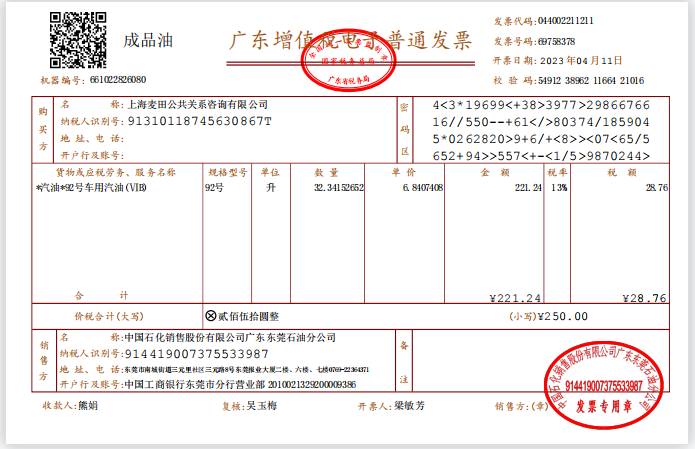 成品油
广东增值税电子普通发票
全国统一发票监制章
国家税务总局
广东省税务局
发票代码:044002211211
发票号码:69758378
开票日期:2023年04月11日
机器编号: 661022826080
校 验 码:54912 38962 11664 21016
购买方
名 称:上海麦田公共关系咨询有限公司
纳税人识别号:91310118745630867T
地 址、电 话:
开户行及账号:
密码区
4<3*19699<+38>3977>29866766
16//550--+61</>80374/185904
5*0262820>9+6/+<8>><07<65/5
652+94>>557<+-<1/5>9870244>
货物或应税劳务、服务名称 规格型号 单位 数 量 单 价 金 额 税率 税 额
*汽油*92号车用汽油(VIB) 92号 升 32.34152652 6.8407408 221.24 13% 28.76
合 计 ¥221.24 ¥28.76
价税合计(大写) ⊗贰佰伍拾圆整 (小写)¥250.00
销售方
名 称:中国石化销售股份有限公司广东东莞石油分公司
纳税人识别号:914419007375533987
地 址、电 话:东莞市南城街道三元里社区三元路8号东莞报业大厦二楼、六楼、七楼0769-22364371
开户行及账号:中国工商银行东莞市分行营业部 2010021329200009386
备注
中国石化销售股份有限公司广东东莞石油分公司
914419007375533987
发票专用章
收款人:熊娟 复核:吴玉梅 开票人:梁敏芳 销售方:(章)